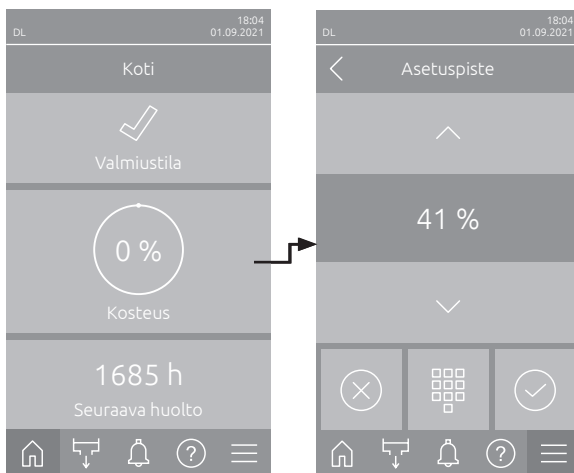 18:04
DL 01.09.2021
Koti
Valmiustila
0 %
Kosteus
1685 h
Seuraava huolto
?
18:04
DL 01.09.2021
Asetuspiste
41 %
?